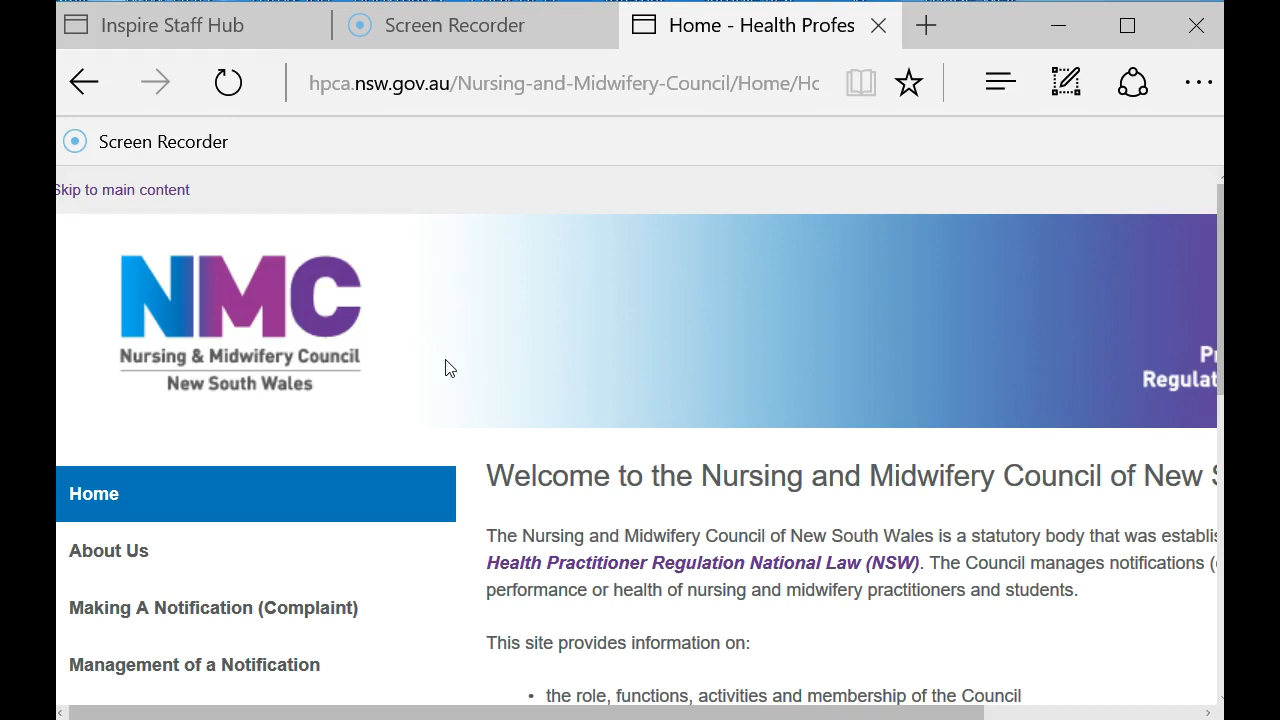 Inspire Staff Hub
Screen Recorder
Home - Health Profes
hpca.nsw.gov.au/Nursing-and-Midwifery-Council/Home/Hc
Screen Recorder
Skip to main content
NMC
Nursing & Midwifery Council
New South Wales
Regulat
Home
About Us
Making A Notification (Complaint)
Management of a Notification
Welcome to the Nursing and Midwifery Council of New S
The Nursing and Midwifery Council of New South Wales is a statutory body that was establis
Health Practitioner Regulation National Law (NSW). The Council manages notifications (
performance or health of nursing and midwifery practitioners and students.
This site provides information on:
• the role, functions, activities and membership of the Council